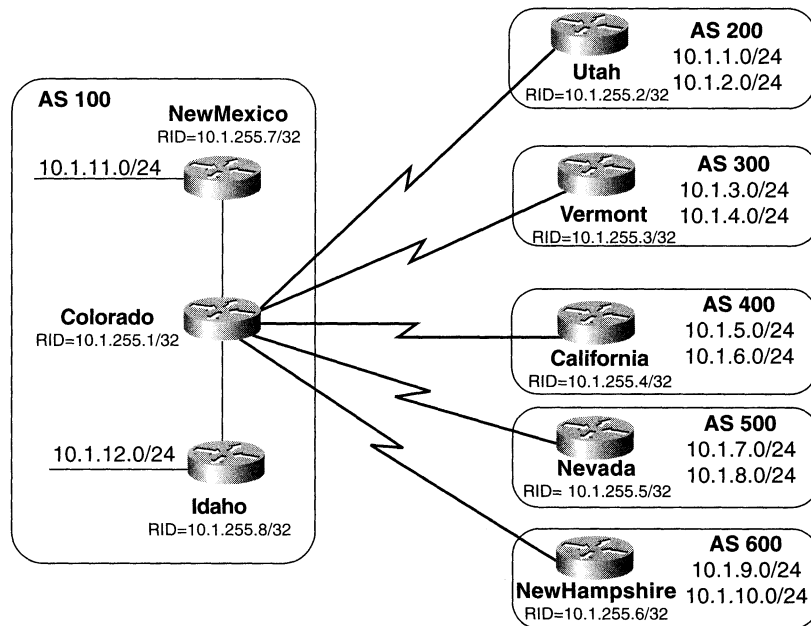 AS 100
NewMexico
RID=10.1.255.7/32
10.1.11.0/24
Colorado
RID=10.1.255.1/32
10.1.12.0/24
Idaho
RID=10.1.255.8/32
AS 200
10.1.1.0/24
10.1.2.0/24
Utah
RID=10.1.255.2/32
AS 300
10.1.3.0/24
10.1.4.0/24
Vermont
RID=10.1.255.3/32
AS 400
10.1.5.0/24
10.1.6.0/24
California
RID=10.1.255.4/32
AS 500
10.1.7.0/24
10.1.8.0/24
Nevada
RID= 10.1.255.5/32
AS 600
10.1.9.0/24
10.1.10.0/24
NewHampshire
RID=10.1.255.6/32